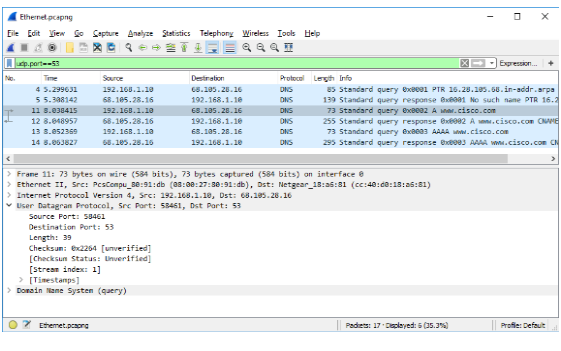 Ethernet.pcapng
File Edit View Go Capture Analyze Statistics Telephony Wireless Tools Help
udp.port==53 Expression... +
No. Time Source Destination Protocol Length Info
4 5.299631 192.168.1.10 68.105.28.16 DNS 85 Standard query 0x0001 PTR 16.28.105.68.in-addr.arpa
5 5.308142 68.105.28.16 192.168.1.10 DNS 139 Standard query response 0x0001 No such name PTR 16.2
11 8.038415 192.168.1.10 68.105.28.16 DNS 73 Standard query 0x0002 A www.cisco.com
12 8.048957 68.105.28.16 192.168.1.10 DNS 255 Standard query response 0x0002 A www.cisco.com CNAME
13 8.052369 192.168.1.10 68.105.28.16 DNS 73 Standard query 0x0003 AAAA www.cisco.com
14 8.063827 68.105.28.16 192.168.1.10 DNS 295 Standard query response 0x0003 AAAA www.cisco.com CN
Frame 11: 73 bytes on wire (584 bits), 73 bytes captured (584 bits) on interface 0
Ethernet II, Src: PcsCompu_80:91:db (08:00:27:80:91:db), Dst: Netgear_18:a6:81 (cc:40:d0:18:a6:81)
Internet Protocol Version 4, Src: 192.168.1.10, Dst: 68.105.28.16
User Datagram Protocol, Src Port: 58461, Dst Port: 53
Source Port: 58461
Destination Port: 53
Length: 39
Checksum: 0x2264 [unverified]
[Checksum Status: Unverified]
[Stream index: 1]
[Timestamps]
Domain Name System (query)
Ethernet.pcapng Packets: 17 · Displayed: 6 (35.3%) Profile: Default